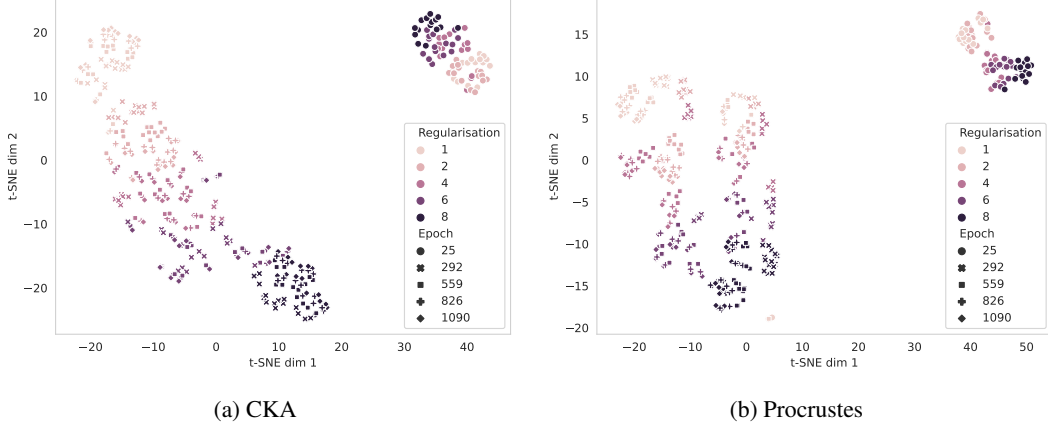 20
10
0
−10
−20
t-SNE dim 2
−20 −10 0 10 20 30 40
t-SNE dim 1
Regularisation
1
2
4
6
8
Epoch
25
292
559
826
1090
(a) CKA
15
10
5
0
−5
−10
−15
−20
t-SNE dim 2
−20 −10 0 10 20 30 40 50
t-SNE dim 1
Regularisation
1
2
4
6
8
Epoch
25
292
559
826
1090
(b) Procrustes